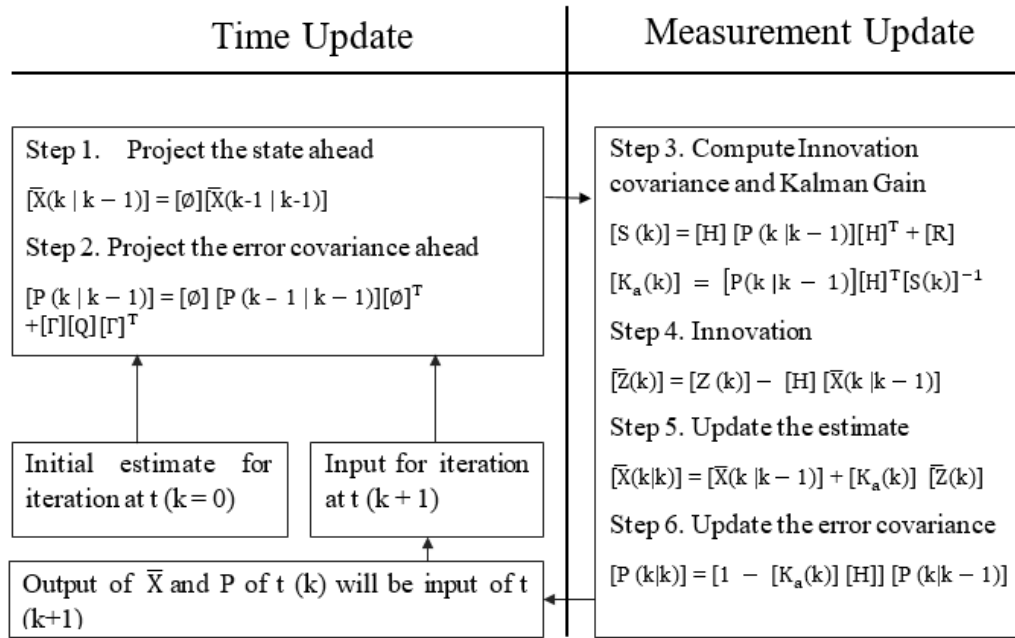 Time Update
Measurement Update
Step 1. Project the state ahead
[X̅(k | k − 1)] = [∅][X̅(k-1 | k-1)]
Step 2. Project the error covariance ahead
[P (k | k − 1)] = [∅] [P (k – 1 | k − 1)][∅]ᵀ
+[Γ][Q][Γ]ᵀ
Initial estimate for
iteration at t (k = 0)
Input for iteration
at t (k + 1)
Output of X̅ and P of t (k) will be input of t
(k+1)
Step 3. Compute Innovation
covariance and Kalman Gain
[S (k)] = [H] [P (k |k − 1)][H]ᵀ + [R]
[Kₐ(k)] = [P(k |k − 1)][H]ᵀ[S(k)]⁻¹
Step 4. Innovation
[Z̅(k)] = [Z (k)] − [H] [X̅(k |k − 1)]
Step 5. Update the estimate
[X̅(k|k)] = [X̅(k |k − 1)] + [Kₐ(k)] [Z̅(k)]
Step 6. Update the error covariance
[P (k|k)] = [1 − [Kₐ(k)] [H]] [P (k|k − 1)]